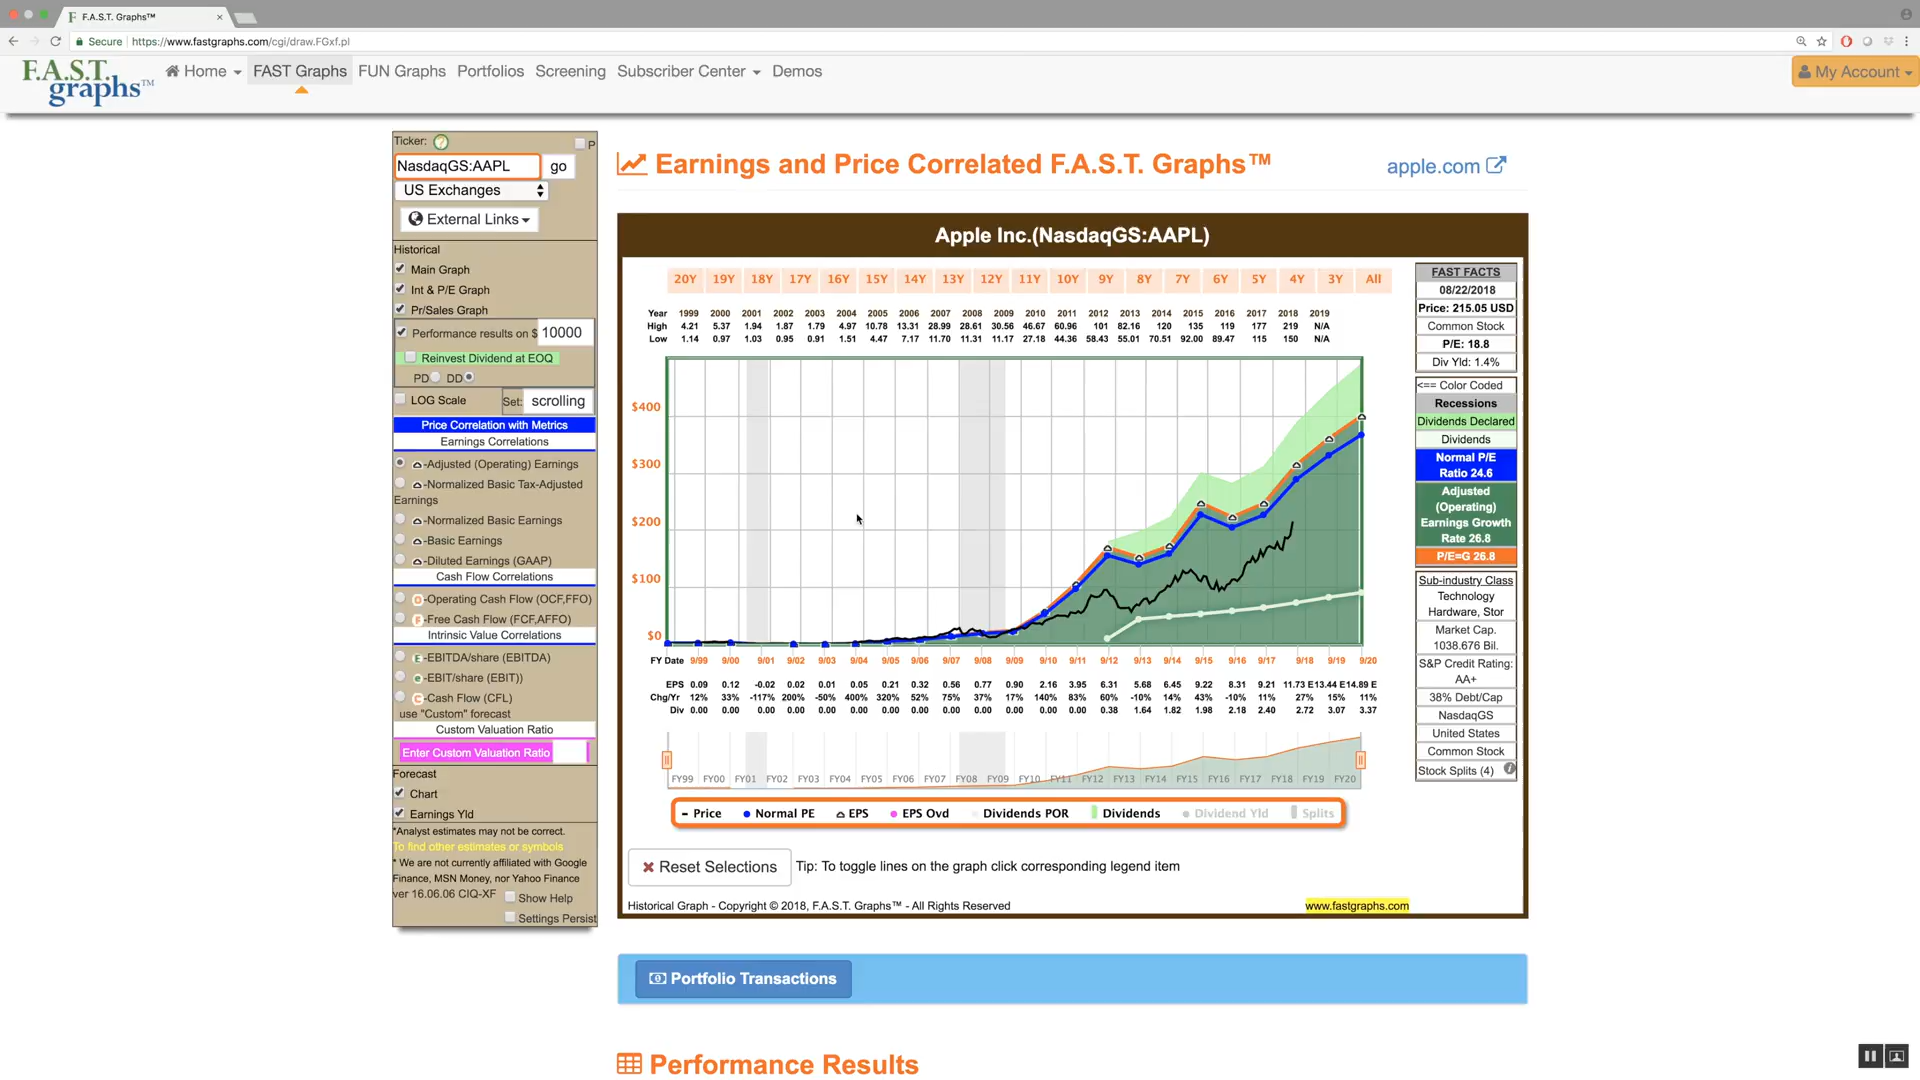 F.A.S.T. Graphs™
Secure https://www.fastgraphs.com/cgi/draw.FGxf.pl
F.A.S.T. graphs™
Home FAST Graphs FUN Graphs Portfolios Screening Subscriber Center Demos My Account
Ticker: ? P
NasdaqGS:AAPL go
US Exchanges
External Links
Historical
Main Graph
Int & P/E Graph
Pr/Sales Graph
Performance results on $ 10000
Reinvest Dividend at EOQ
PD DD
LOG Scale Set: scrolling
Price Correlation with Metrics
Earnings Correlations
-Adjusted (Operating) Earnings
-Normalized Basic Tax-Adjusted
Earnings
-Normalized Basic Earnings
-Basic Earnings
-Diluted Earnings (GAAP)
Cash Flow Correlations
O-Operating Cash Flow (OCF,FFO)
F-Free Cash Flow (FCF,AFFO)
Intrinsic Value Correlations
E-EBITDA/share (EBITDA)
e-EBIT/share (EBIT))
C-Cash Flow (CFL)
use "Custom" forecast
Custom Valuation Ratio
Enter Custom Valuation Ratio
Forecast
Chart
Earnings Yld
*Analyst estimates may not be correct.
To find other estimates or symbols
* We are not currently affiliated with Google
Finance, MSN Money, nor Yahoo Finance
ver 16.06.06 CIQ-XF Show Help
Settings Persist
Earnings and Price Correlated F.A.S.T. Graphs™ apple.com
Apple Inc.(NasdaqGS:AAPL)
20Y 19Y 18Y 17Y 16Y 15Y 14Y 13Y 12Y 11Y 10Y 9Y 8Y 7Y 6Y 5Y 4Y 3Y All
Year 1999 2000 2001 2002 2003 2004 2005 2006 2007 2008 2009 2010 2011 2012 2013 2014 2015 2016 2017 2018 2019
High 4.21 5.37 1.94 1.87 1.79 4.97 10.78 13.31 28.99 28.61 30.56 46.67 60.96 101 82.16 120 135 119 177 219 N/A
Low 1.14 0.97 1.03 0.95 0.91 1.51 4.47 7.17 11.70 11.31 11.17 27.18 44.36 58.43 55.01 70.51 92.00 89.47 115 150 N/A
$400
$300
$200
$100
$0
FY Date 9/99 9/00 9/01 9/02 9/03 9/04 9/05 9/06 9/07 9/08 9/09 9/10 9/11 9/12 9/13 9/14 9/15 9/16 9/17 9/18 9/19 9/20
EPS 0.09 0.12 -0.02 0.02 0.01 0.05 0.21 0.32 0.56 0.77 0.90 2.16 3.95 6.31 5.68 6.45 9.22 8.31 9.21 11.73 E 13.44 E 14.89 E
Chg/Yr 12% 33% -117% 200% -50% 400% 320% 52% 75% 37% 17% 140% 83% 60% -10% 14% 43% -10% 11% 27% 15% 11%
Div 0.00 0.00 0.00 0.00 0.00 0.00 0.00 0.00 0.00 0.00 0.00 0.00 0.00 0.38 1.64 1.82 1.98 2.18 2.40 2.72 3.07 3.37
FY99 FY00 FY01 FY02 FY03 FY04 FY05 FY06 FY07 FY08 FY09 FY10 FY11 FY12 FY13 FY14 FY15 FY16 FY17 FY18 FY19 FY20
Price Normal PE EPS EPS Ovd Dividends POR Dividends Dividend Yld Splits
Reset Selections Tip: To toggle lines on the graph click corresponding legend item
Historical Graph - Copyright © 2018, F.A.S.T. Graphs™ - All Rights Reserved www.fastgraphs.com
FAST FACTS
08/22/2018
Price: 215.05 USD
Common Stock
P/E: 18.8
Div Yld: 1.4%
<== Color Coded
Recessions
Dividends Declared
Dividends
Normal P/E
Ratio 24.6
Adjusted
(Operating)
Earnings Growth
Rate 26.8
P/E=G 26.8
Sub-industry Class
Technology
Hardware, Stor
Market Cap.
1038.676 Bil.
S&P Credit Rating:
AA+
38% Debt/Cap
NasdaqGS
United States
Common Stock
Stock Splits (4)
Portfolio Transactions
Performance Results